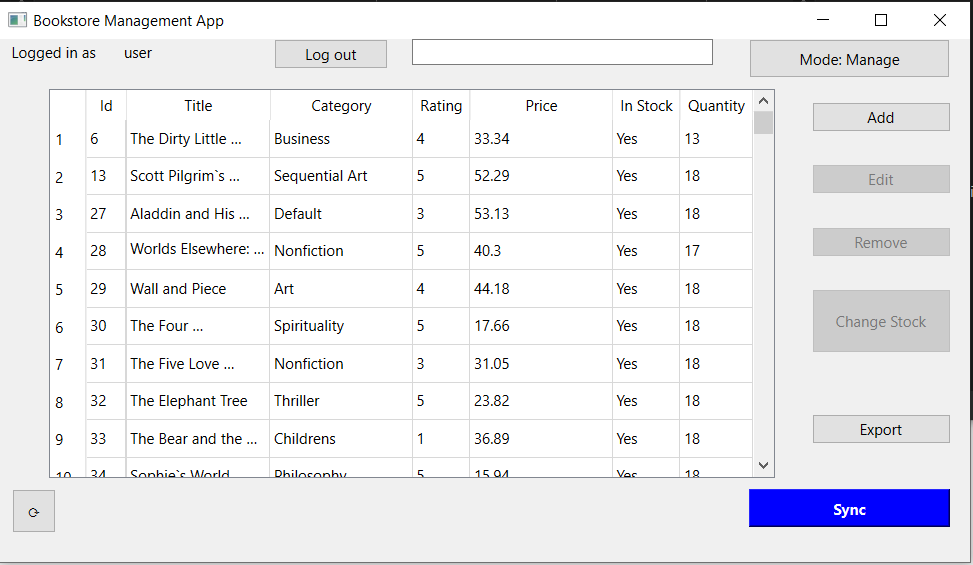 Bookstore Management App
Logged in as user Log out Mode: Manage
Id Title Category Rating Price In Stock Quantity
1 6 The Dirty Little ... Business 4 33.34 Yes 13
2 13 Scott Pilgrim`s ... Sequential Art 5 52.29 Yes 18
3 27 Aladdin and His ... Default 3 53.13 Yes 18
4 28 Worlds Elsewhere: ... Nonfiction 5 40.3 Yes 17
5 29 Wall and Piece Art 4 44.18 Yes 18
6 30 The Four ... Spirituality 5 17.66 Yes 18
7 31 The Five Love ... Nonfiction 3 31.05 Yes 18
8 32 The Elephant Tree Thriller 5 23.82 Yes 18
9 33 The Bear and the ... Childrens 1 36.89 Yes 18
10 34 Sophie`s World Philosophy 5 15.94 Yes 18
Add
Edit
Remove
Change Stock
Export
Sync